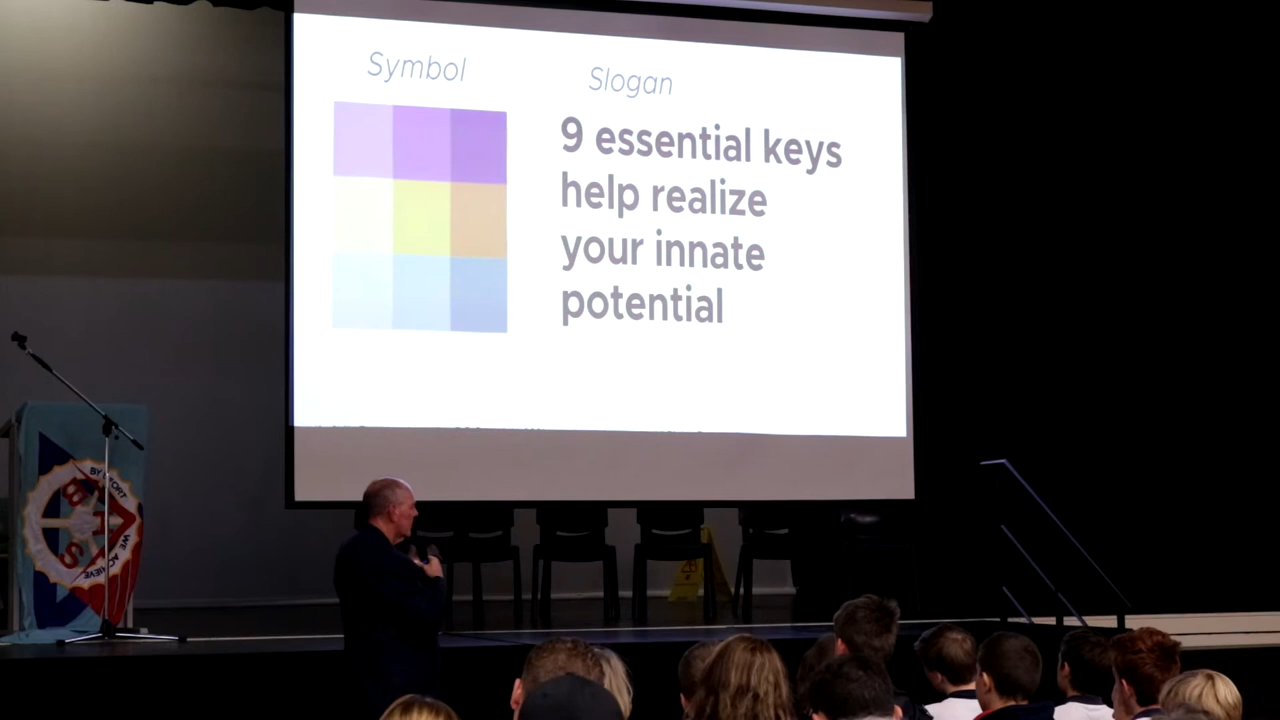 Symbol
Slogan
9 essential keys
help realize
your innate
potential
BY EFFORT
WE ACHIEVE